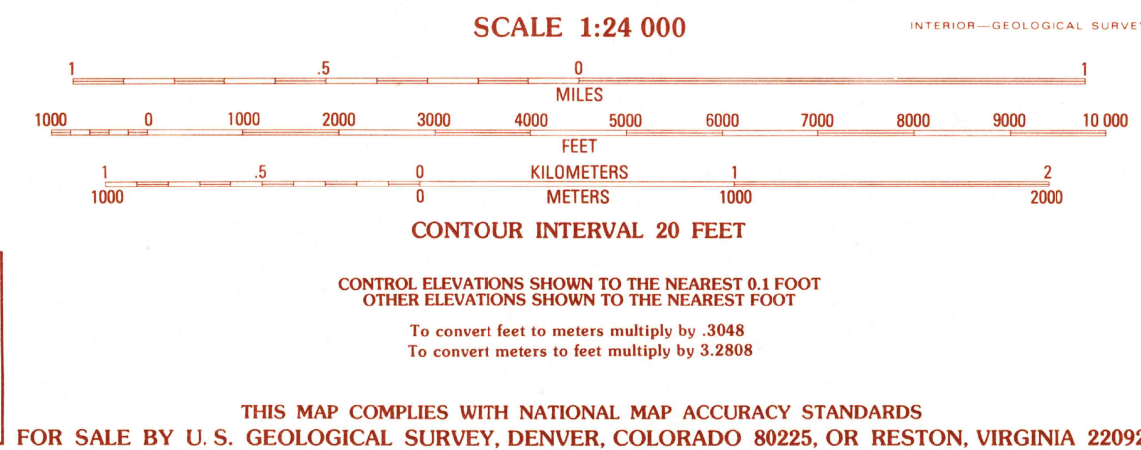 SCALE 1:24 000
INTERIOR—GEOLOGICAL SURVEY
1 .5 0 1
MILES
1000 0 1000 2000 3000 4000 5000 6000 7000 8000 9000 10 000
FEET
1 .5 0 KILOMETERS 1 2
1000 0 METERS 1000 2000
CONTOUR INTERVAL 20 FEET
CONTROL ELEVATIONS SHOWN TO THE NEAREST 0.1 FOOT
OTHER ELEVATIONS SHOWN TO THE NEAREST FOOT
To convert feet to meters multiply by .3048
To convert meters to feet multiply by 3.2808
THIS MAP COMPLIES WITH NATIONAL MAP ACCURACY STANDARDS
FOR SALE BY U. S. GEOLOGICAL SURVEY, DENVER, COLORADO 80225, OR RESTON, VIRGINIA 22092